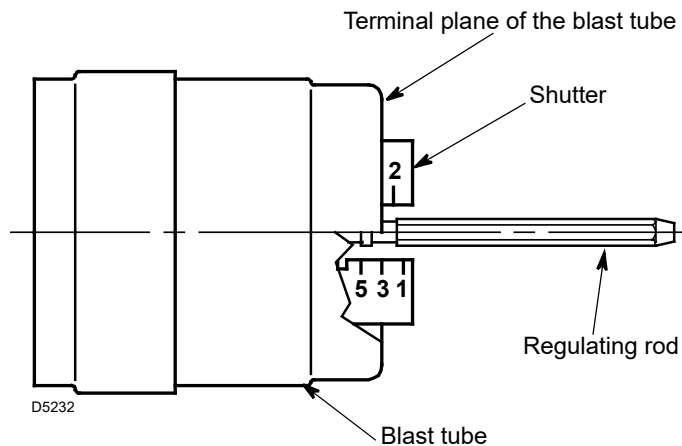 Terminal plane of the blast tube
Shutter
2
5 3 1
Regulating rod
D5232
Blast tube